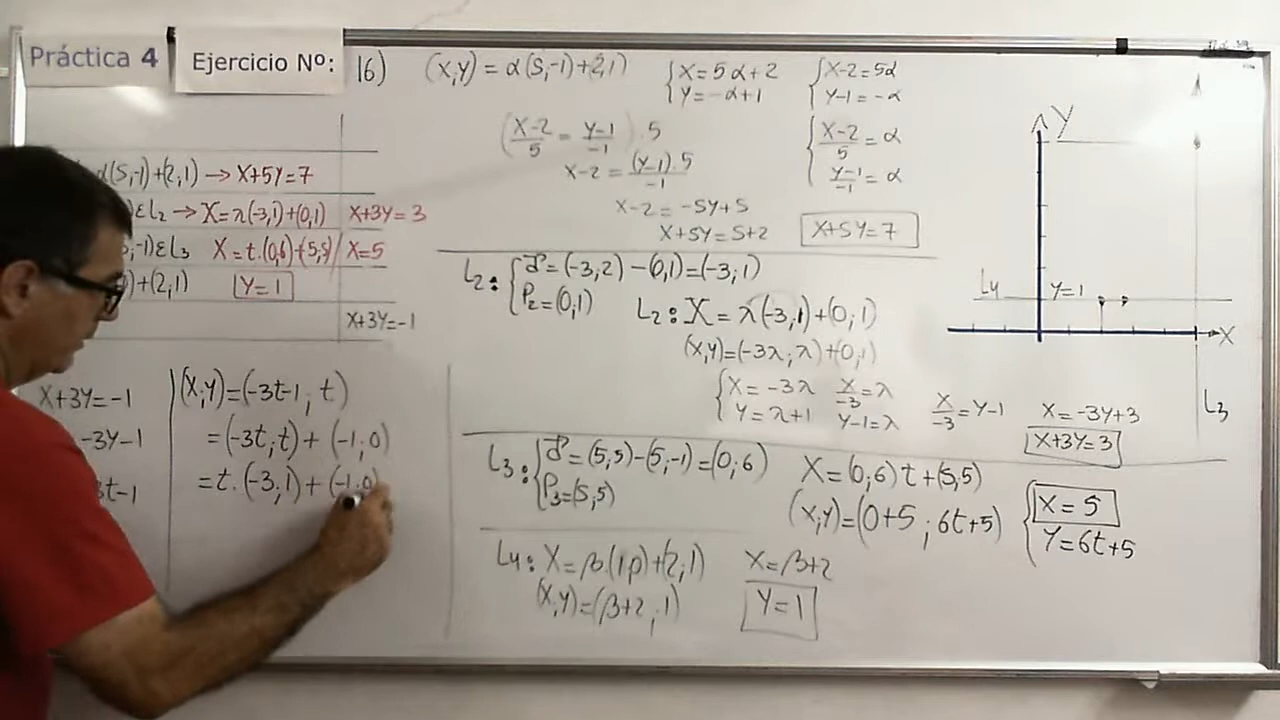 Práctica 4
Ejercicio Nº: 16)
(x,y) = α(5,-1)+(2,1)
{ x = 5α+2
y = -α+1
{ x-2 = 5α
y-1 = -α
(x-2/5 = y-1/-1) . 5
x-2 = (y-1).5/-1
x-2 = -5y+5
x+5y = 5+2
x+5y = 7
{ x-2/5 = α
y-1/-1 = α
α(5,-1)+(2,1) → x+5y=7
)εL2 → X=λ(-3,1)+(0,1) x+3y=3
,-1)εL3 X=t.(0,6)+(5,5) x=5
)+(2,1) y=1
x+3y=-1
L2: { d=(-3,2)-(0,1)=(-3;1)
P2=(0;1)
L2: X = λ(-3,1)+(0,1)
(x,y)=(-3λ;λ)+(0,1)
{ x = -3λ x/-3 = λ
y = λ+1 y-1=λ
x/-3 = y-1
x = -3y+3
x+3y=3
L3: { d=(5,5)-(5,-1)=(0,6)
P3=(5,5)
X=(0,6)t+(5,5)
(x,y)=(0+5; 6t+5)
{ x = 5
y=6t+5
L4: X=β.(1,0)+(2,1)
(x,y)=(β+2, 1)
x=β+2
y=1
x+3y=-1
-3y-1
3t-1
(x,y)=(-3t-1; t)
=(-3t;t)+(-1;0)
=t.(-3,1)+(-1,0)
Y
L4 y=1
X
L3